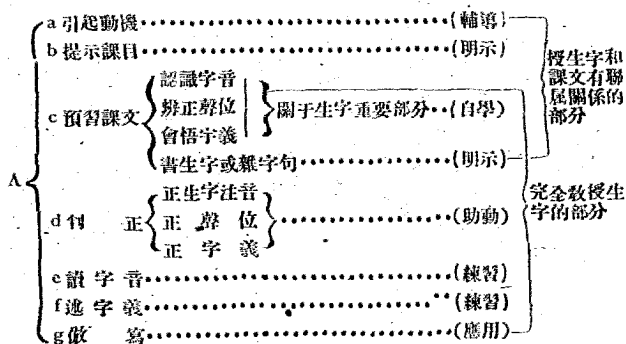 A
a 引起動機……(輔導)
b 提示課目……(明示)
c 預習課文
認識字音
辨正聲位
會悟字義
關于生字重要部分…(自學)
書生字或雜字句……(明示)
d 訂正
正生字注音
正聲位
正字義
……(助動)
e 讀字音……(練習)
f 述字義……(練習)
g 倣寫……(應用)
授生字和
課文有聯
屬關係的
部分
完全教授生
字的部分